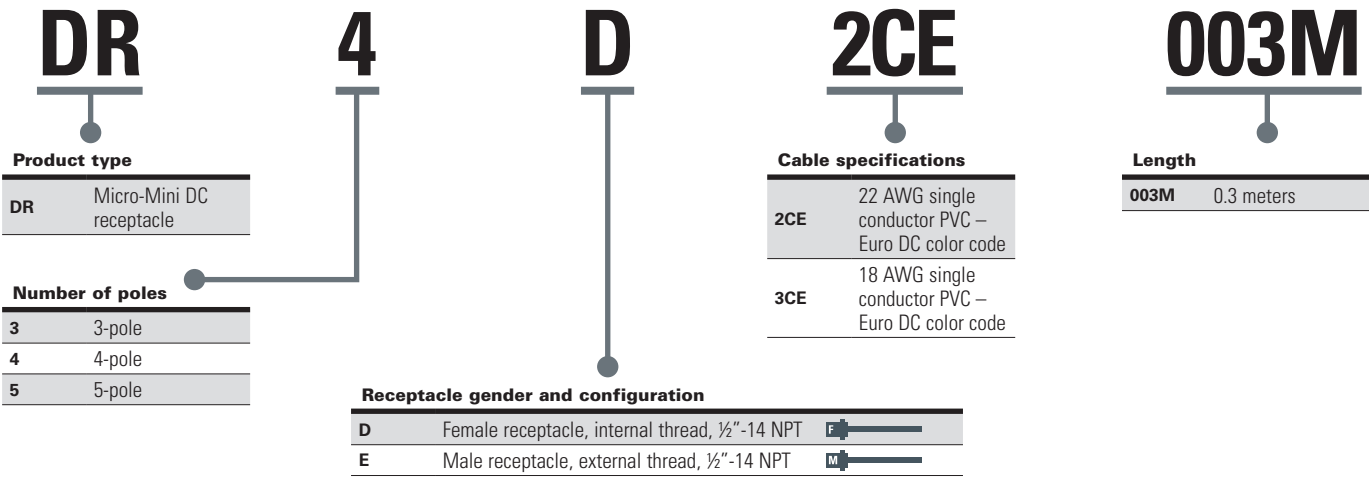 DR 4 D 2CE 003M
Product type
DR Micro-Mini DC
receptacle
Number of poles
3 3-pole
4 4-pole
5 5-pole
Receptacle gender and configuration
D Female receptacle, internal thread, ½"-14 NPT F
E Male receptacle, external thread, ½"-14 NPT M
Cable specifications
2CE 22 AWG single
conductor PVC –
Euro DC color code
3CE 18 AWG single
conductor PVC –
Euro DC color code
Length
003M 0.3 meters